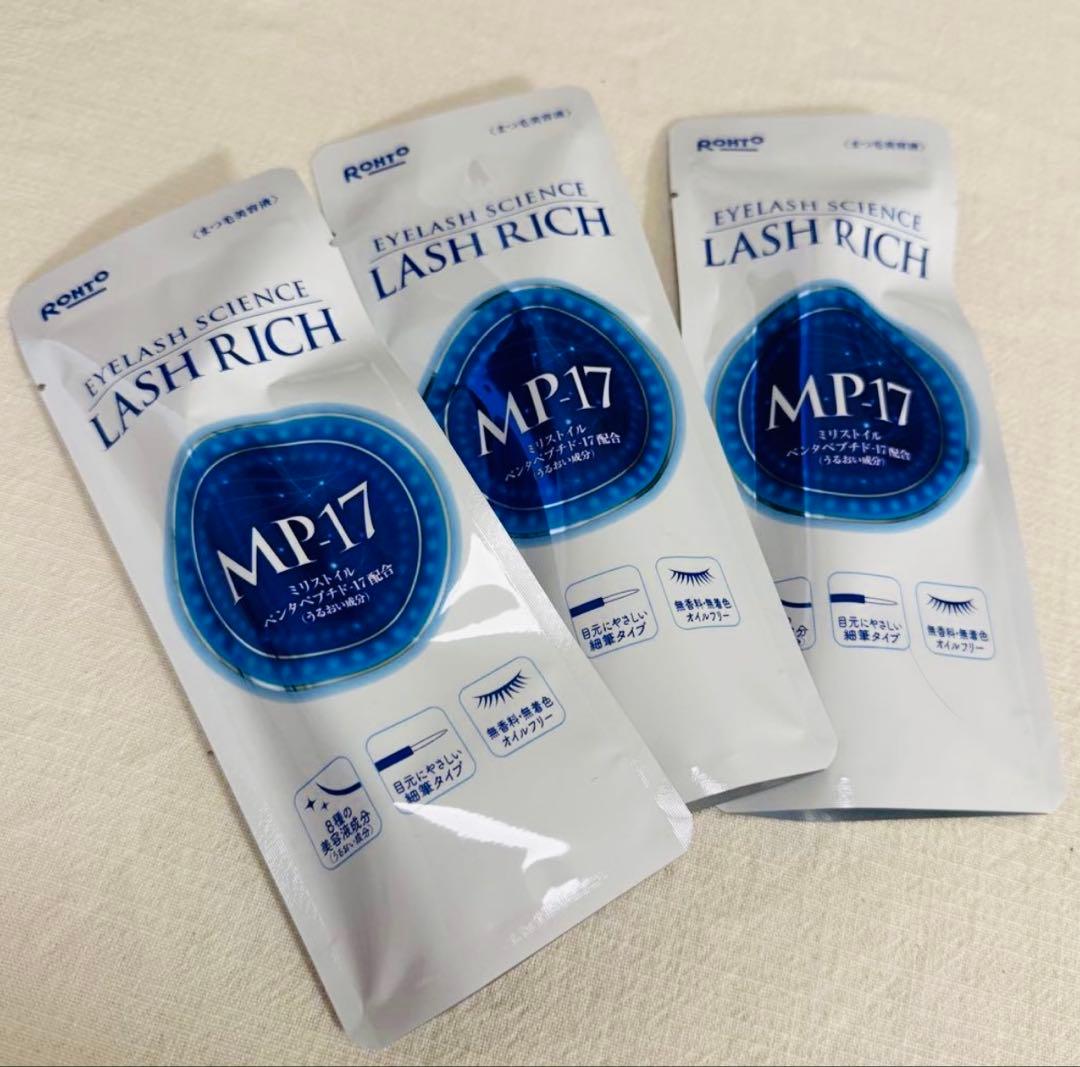 ROHTO
〈まつ毛美容液〉
EYELASH SCIENCE
LASH RICH
MP-17
ミリストイル
ペンタペプチド-17配合
(うるおい成分)
8種の
美容液成分
(うるおい成分)
目元にやさしい
細筆タイプ
無香料・無着色
オイルフリー
ROHTO
〈まつ毛美容液〉
EYELASH SCIENCE
LASH RICH
MP-17
ミリストイル
ペンタペプチド-17配合
(うるおい成分)
目元にやさしい
細筆タイプ
無香料・無着色
オイルフリー
ROHTO
〈まつ毛美容液〉
EYELASH SCIENCE
LASH RICH
MP-17
ミリストイル
ペンタペプチド-17配合
(うるおい成分)
分
目元にやさしい
細筆タイプ
無香料・無着色
オイルフリー